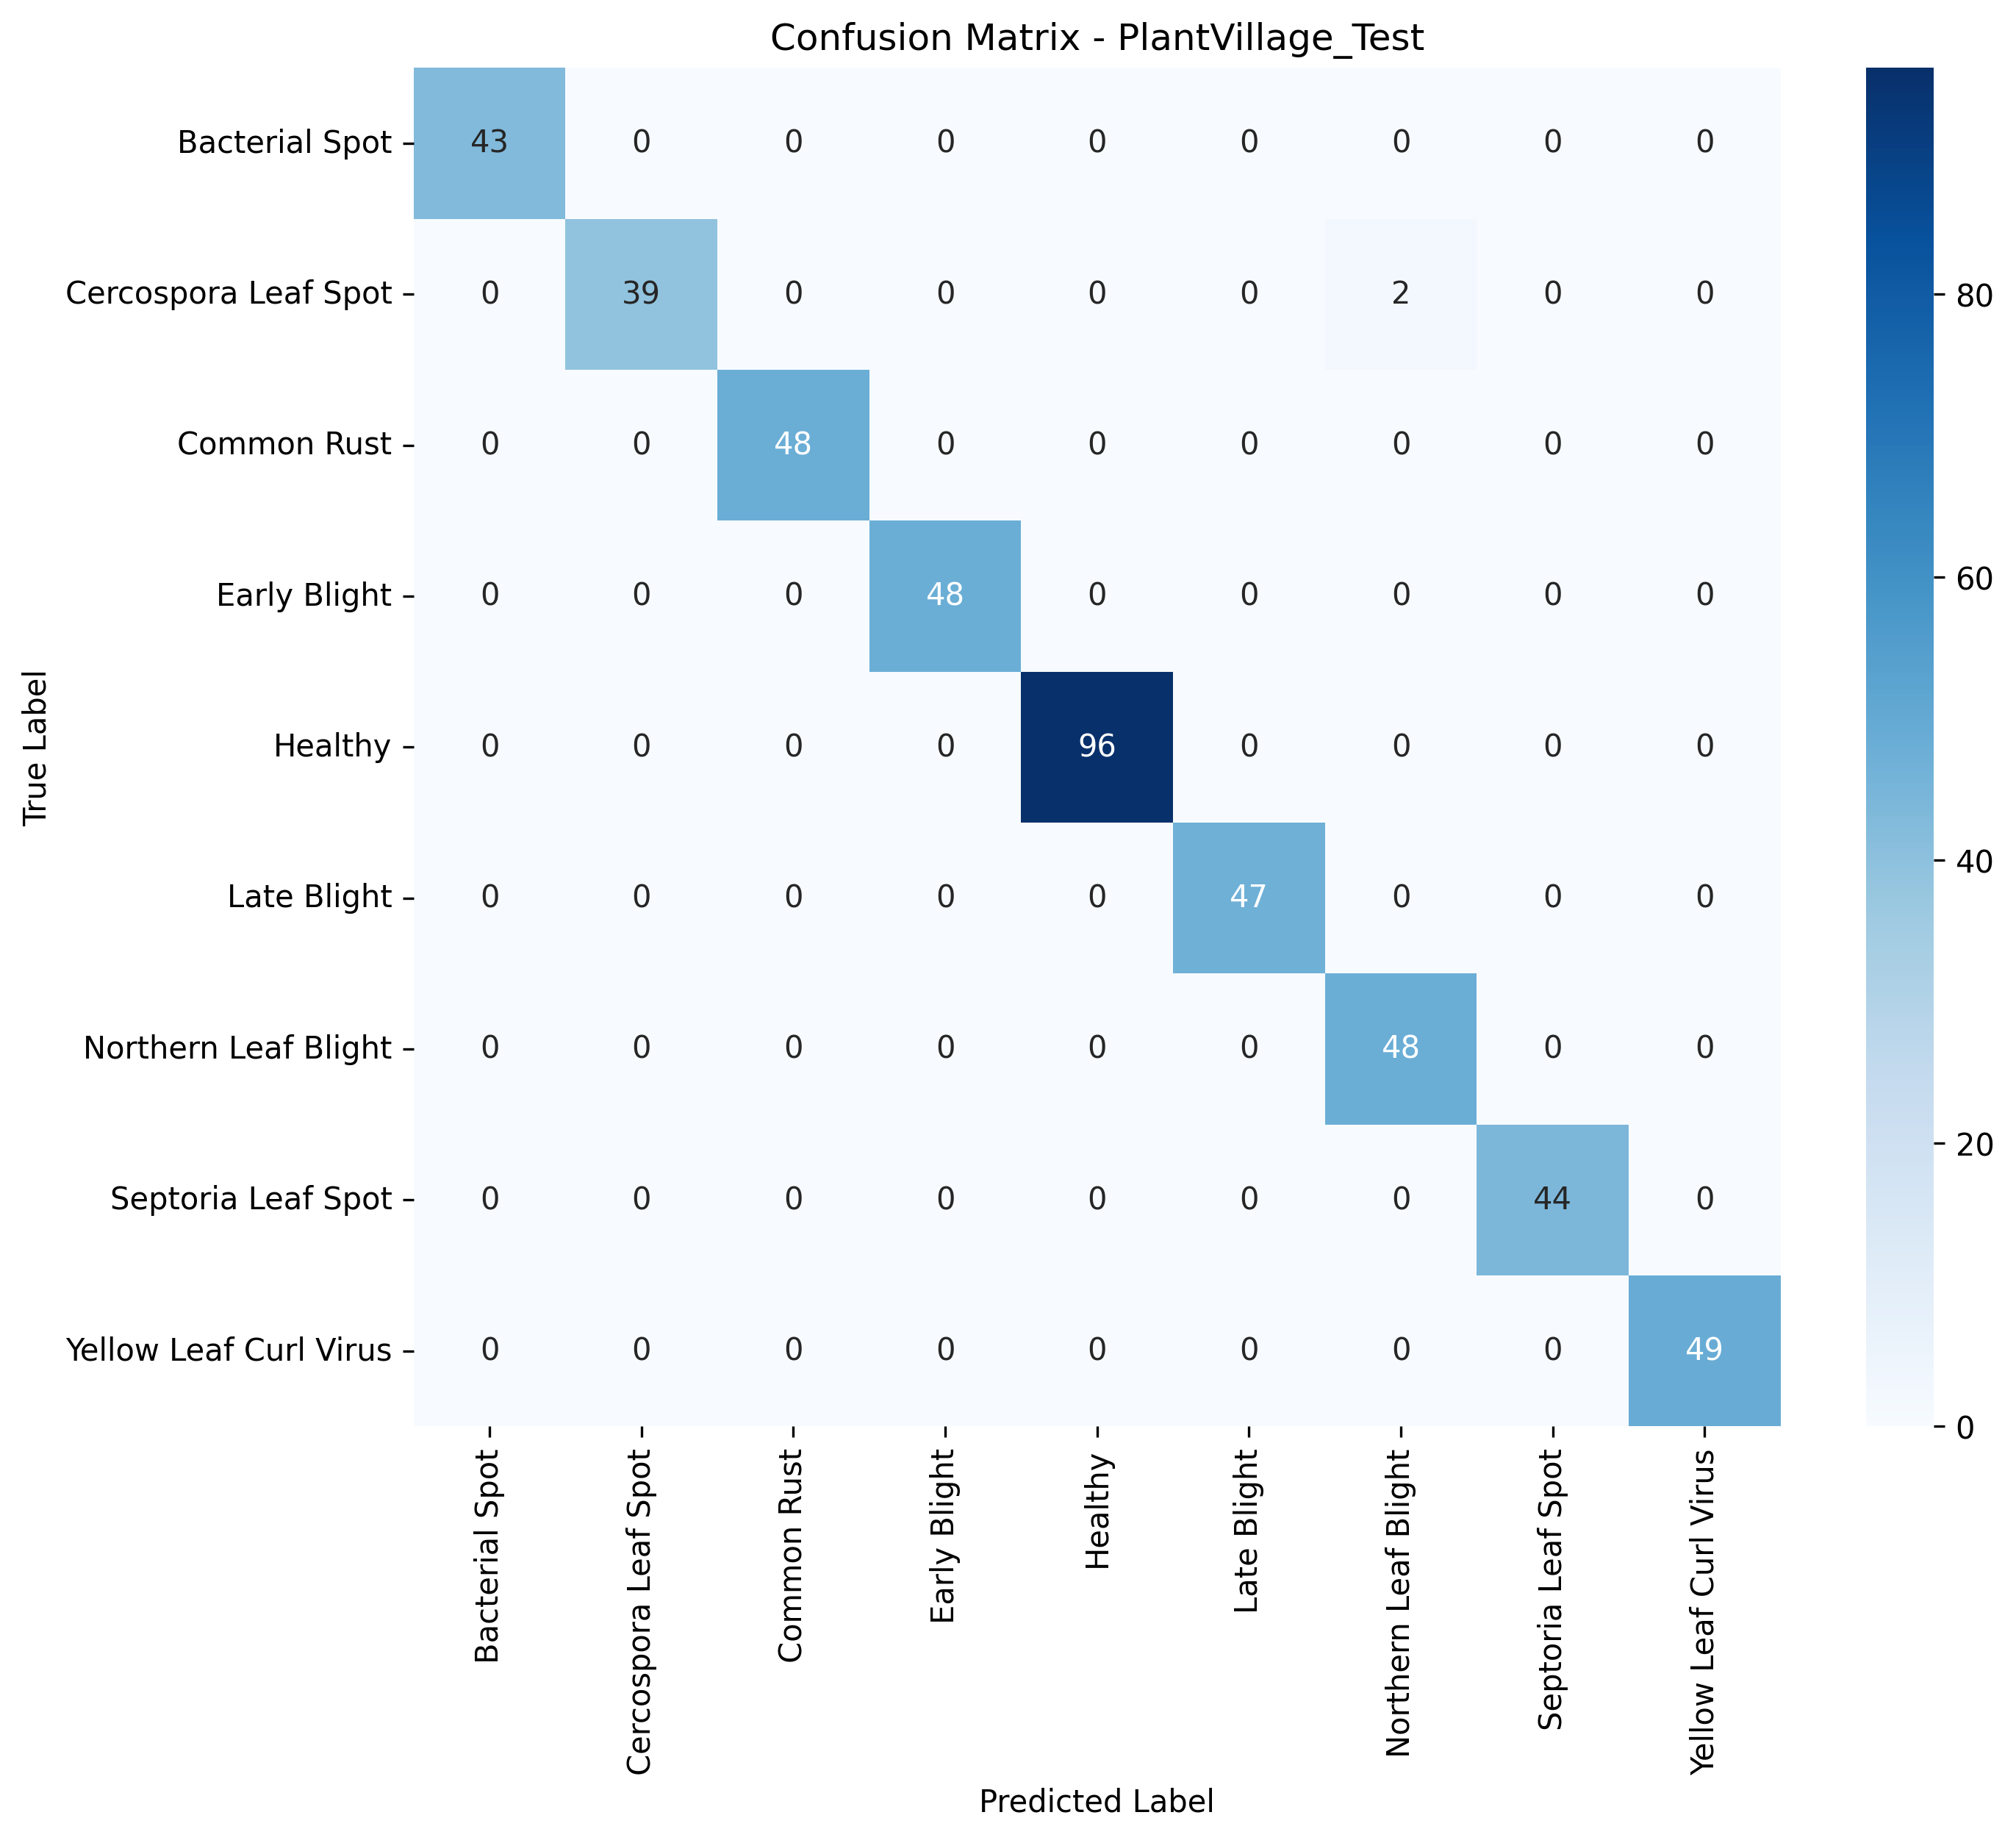 Confusion Matrix - PlantVillage_Test
True Label
Bacterial Spot 43 0 0 0 0 0 0 0 0
Cercospora Leaf Spot 0 39 0 0 0 0 2 0 0
Common Rust 0 0 48 0 0 0 0 0 0
Early Blight 0 0 0 48 0 0 0 0 0
Healthy 0 0 0 0 96 0 0 0 0
Late Blight 0 0 0 0 0 47 0 0 0
Northern Leaf Blight 0 0 0 0 0 0 48 0 0
Septoria Leaf Spot 0 0 0 0 0 0 0 44 0
Yellow Leaf Curl Virus 0 0 0 0 0 0 0 0 49
Bacterial Spot
Cercospora Leaf Spot
Common Rust
Early Blight
Healthy
Late Blight
Northern Leaf Blight
Septoria Leaf Spot
Yellow Leaf Curl Virus
Predicted Label
80
60
40
20
0